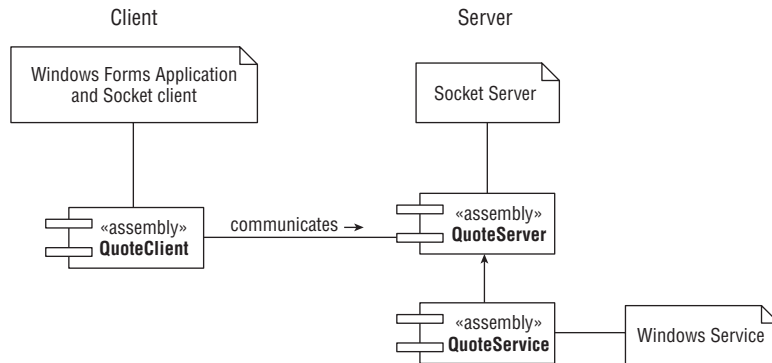 Client
Server
Windows Forms Application
and Socket client
Socket Server
«assembly»
QuoteClient
communicates →
«assembly»
QuoteServer
«assembly»
QuoteService
Windows Service